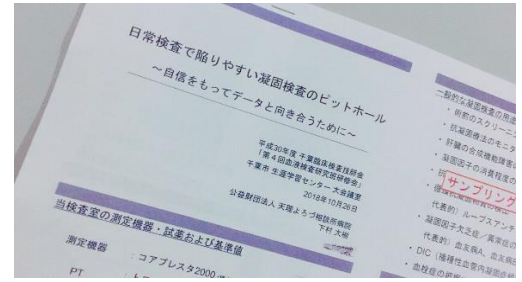 日常検査で陥りやすい凝固検査のピットホール
～自信をもってデータと向き合うために～
平成30年度 千葉臨床検査技師会
「第4回血液検査研究班研修会」
千葉市 生涯学習センター 大会議室
2018年10月26日
公益財団法人 天理よろづ相談所病院
下村 大樹
当検査室の測定機器・試薬および基準値
測定機器 : コアプレスタ2000
PT
二般的な凝固検査の用途
・術前のスクリーニ
・抗凝固療法のモニタ
・肝臓の合成機能障害の
・凝固因子の消費程度の
サンプリング
代表的）ループスアンチ
・凝固因子欠乏症／異常症の
代表的）血友病A、血友病B
・DIC（播種性血管内凝固症
・血栓症の病